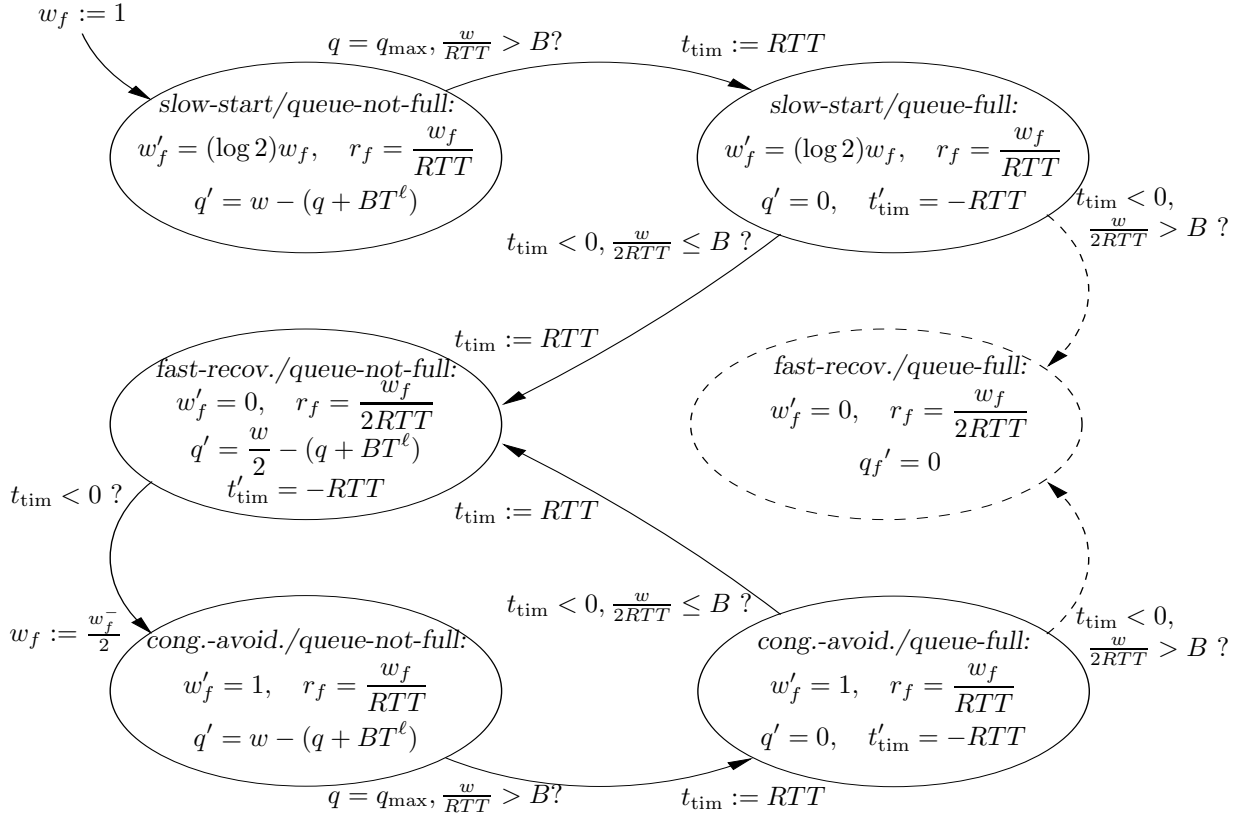 w_f := 1
q = q_max, w/RTT > B?
t_tim := RTT
slow-start/queue-not-full:
w′_f = (log 2)w_f, r_f = w_f/RTT
q′ = w − (q + BT^ℓ)
slow-start/queue-full:
w′_f = (log 2)w_f, r_f = w_f/RTT
q′ = 0, t′_tim = −RTT
t_tim < 0,
w/2RTT > B ?
t_tim < 0, w/2RTT ≤ B ?
t_tim := RTT
fast-recov./queue-not-full:
w′_f = 0, r_f = w_f/2RTT
q′ = w/2 − (q + BT^ℓ)
t′_tim = −RTT
fast-recov./queue-full:
w′_f = 0, r_f = w_f/2RTT
q_f′ = 0
t_tim < 0 ?
t_tim := RTT
t_tim < 0, w/2RTT ≤ B ?
t_tim < 0,
w/2RTT > B ?
w_f := w_f^−/2
cong.-avoid./queue-not-full:
w′_f = 1, r_f = w_f/RTT
q′ = w − (q + BT^ℓ)
cong.-avoid./queue-full:
w′_f = 1, r_f = w_f/RTT
q′ = 0, t′_tim = −RTT
q = q_max, w/RTT > B?
t_tim := RTT